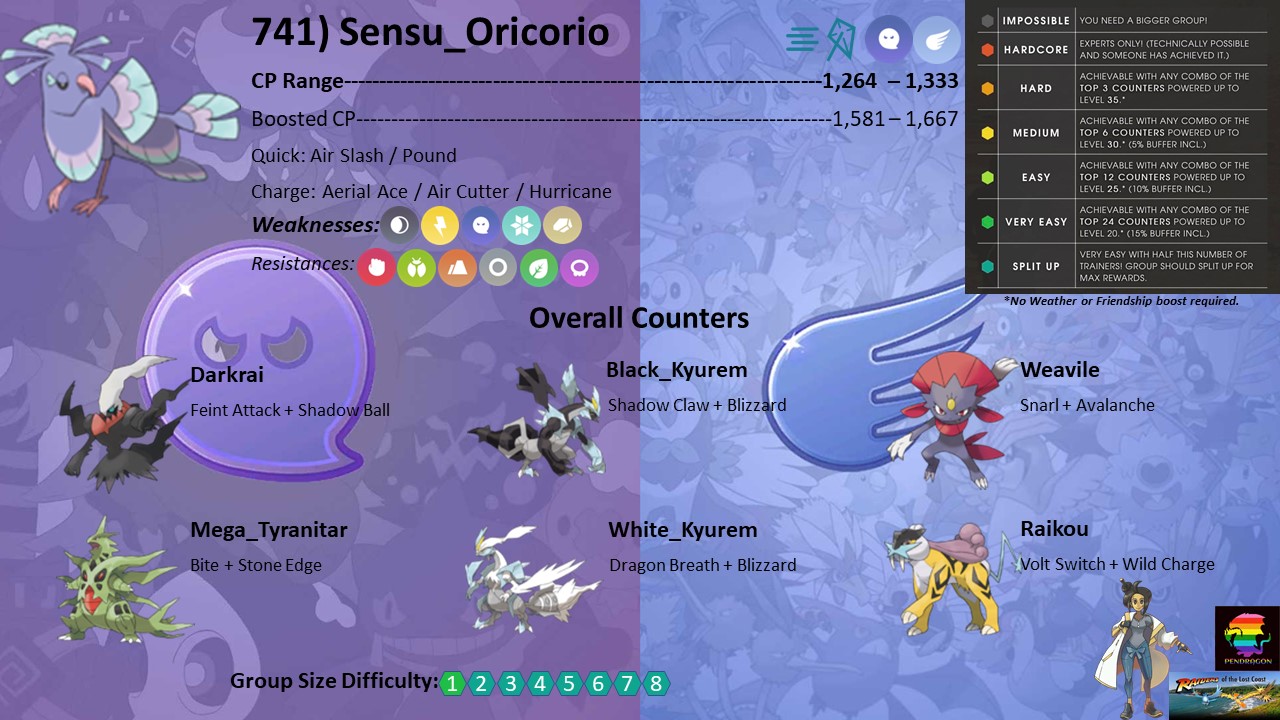 741) Sensu_Oricorio
CP Range------------------------------------------------------------------------------1,264 – 1,333
Boosted CP------------------------------------------------------------------------------1,581 – 1,667
Quick: Air Slash / Pound
Charge: Aerial Ace / Air Cutter / Hurricane
Weaknesses:
Resistances:
IMPOSSIBLE YOU NEED A BIGGER GROUP!
HARDCORE EXPERTS ONLY! (TECHNICALLY POSSIBLE
AND SOMEONE HAS ACHIEVED IT.)
HARD ACHIEVABLE WITH ANY COMBO OF THE
TOP 3 COUNTERS POWERED UP TO
LEVEL 35.*
MEDIUM ACHIEVABLE WITH ANY COMBO OF THE
TOP 6 COUNTERS POWERED UP TO
LEVEL 30.* (5% BUFFER INCL.)
EASY ACHIEVABLE WITH ANY COMBO OF THE
TOP 12 COUNTERS POWERED UP TO
LEVEL 25.* (10% BUFFER INCL.)
VERY EASY ACHIEVABLE WITH ANY COMBO OF THE
TOP 24 COUNTERS POWERED UP TO
LEVEL 20.* (15% BUFFER INCL.)
SPLIT UP VERY EASY WITH HALF THIS NUMBER OF
TRAINERS! GROUP SHOULD SPLIT UP FOR
MAX REWARDS.
*No Weather or Friendship boost required.
Overall Counters
Darkrai
Feint Attack + Shadow Ball
Black_Kyurem
Shadow Claw + Blizzard
Weavile
Snarl + Avalanche
Mega_Tyranitar
Bite + Stone Edge
White_Kyurem
Dragon Breath + Blizzard
Raikou
Volt Switch + Wild Charge
Group Size Difficulty: 1 2 3 4 5 6 7 8
PENDRAGON
RAIDERS of the Lost Coast